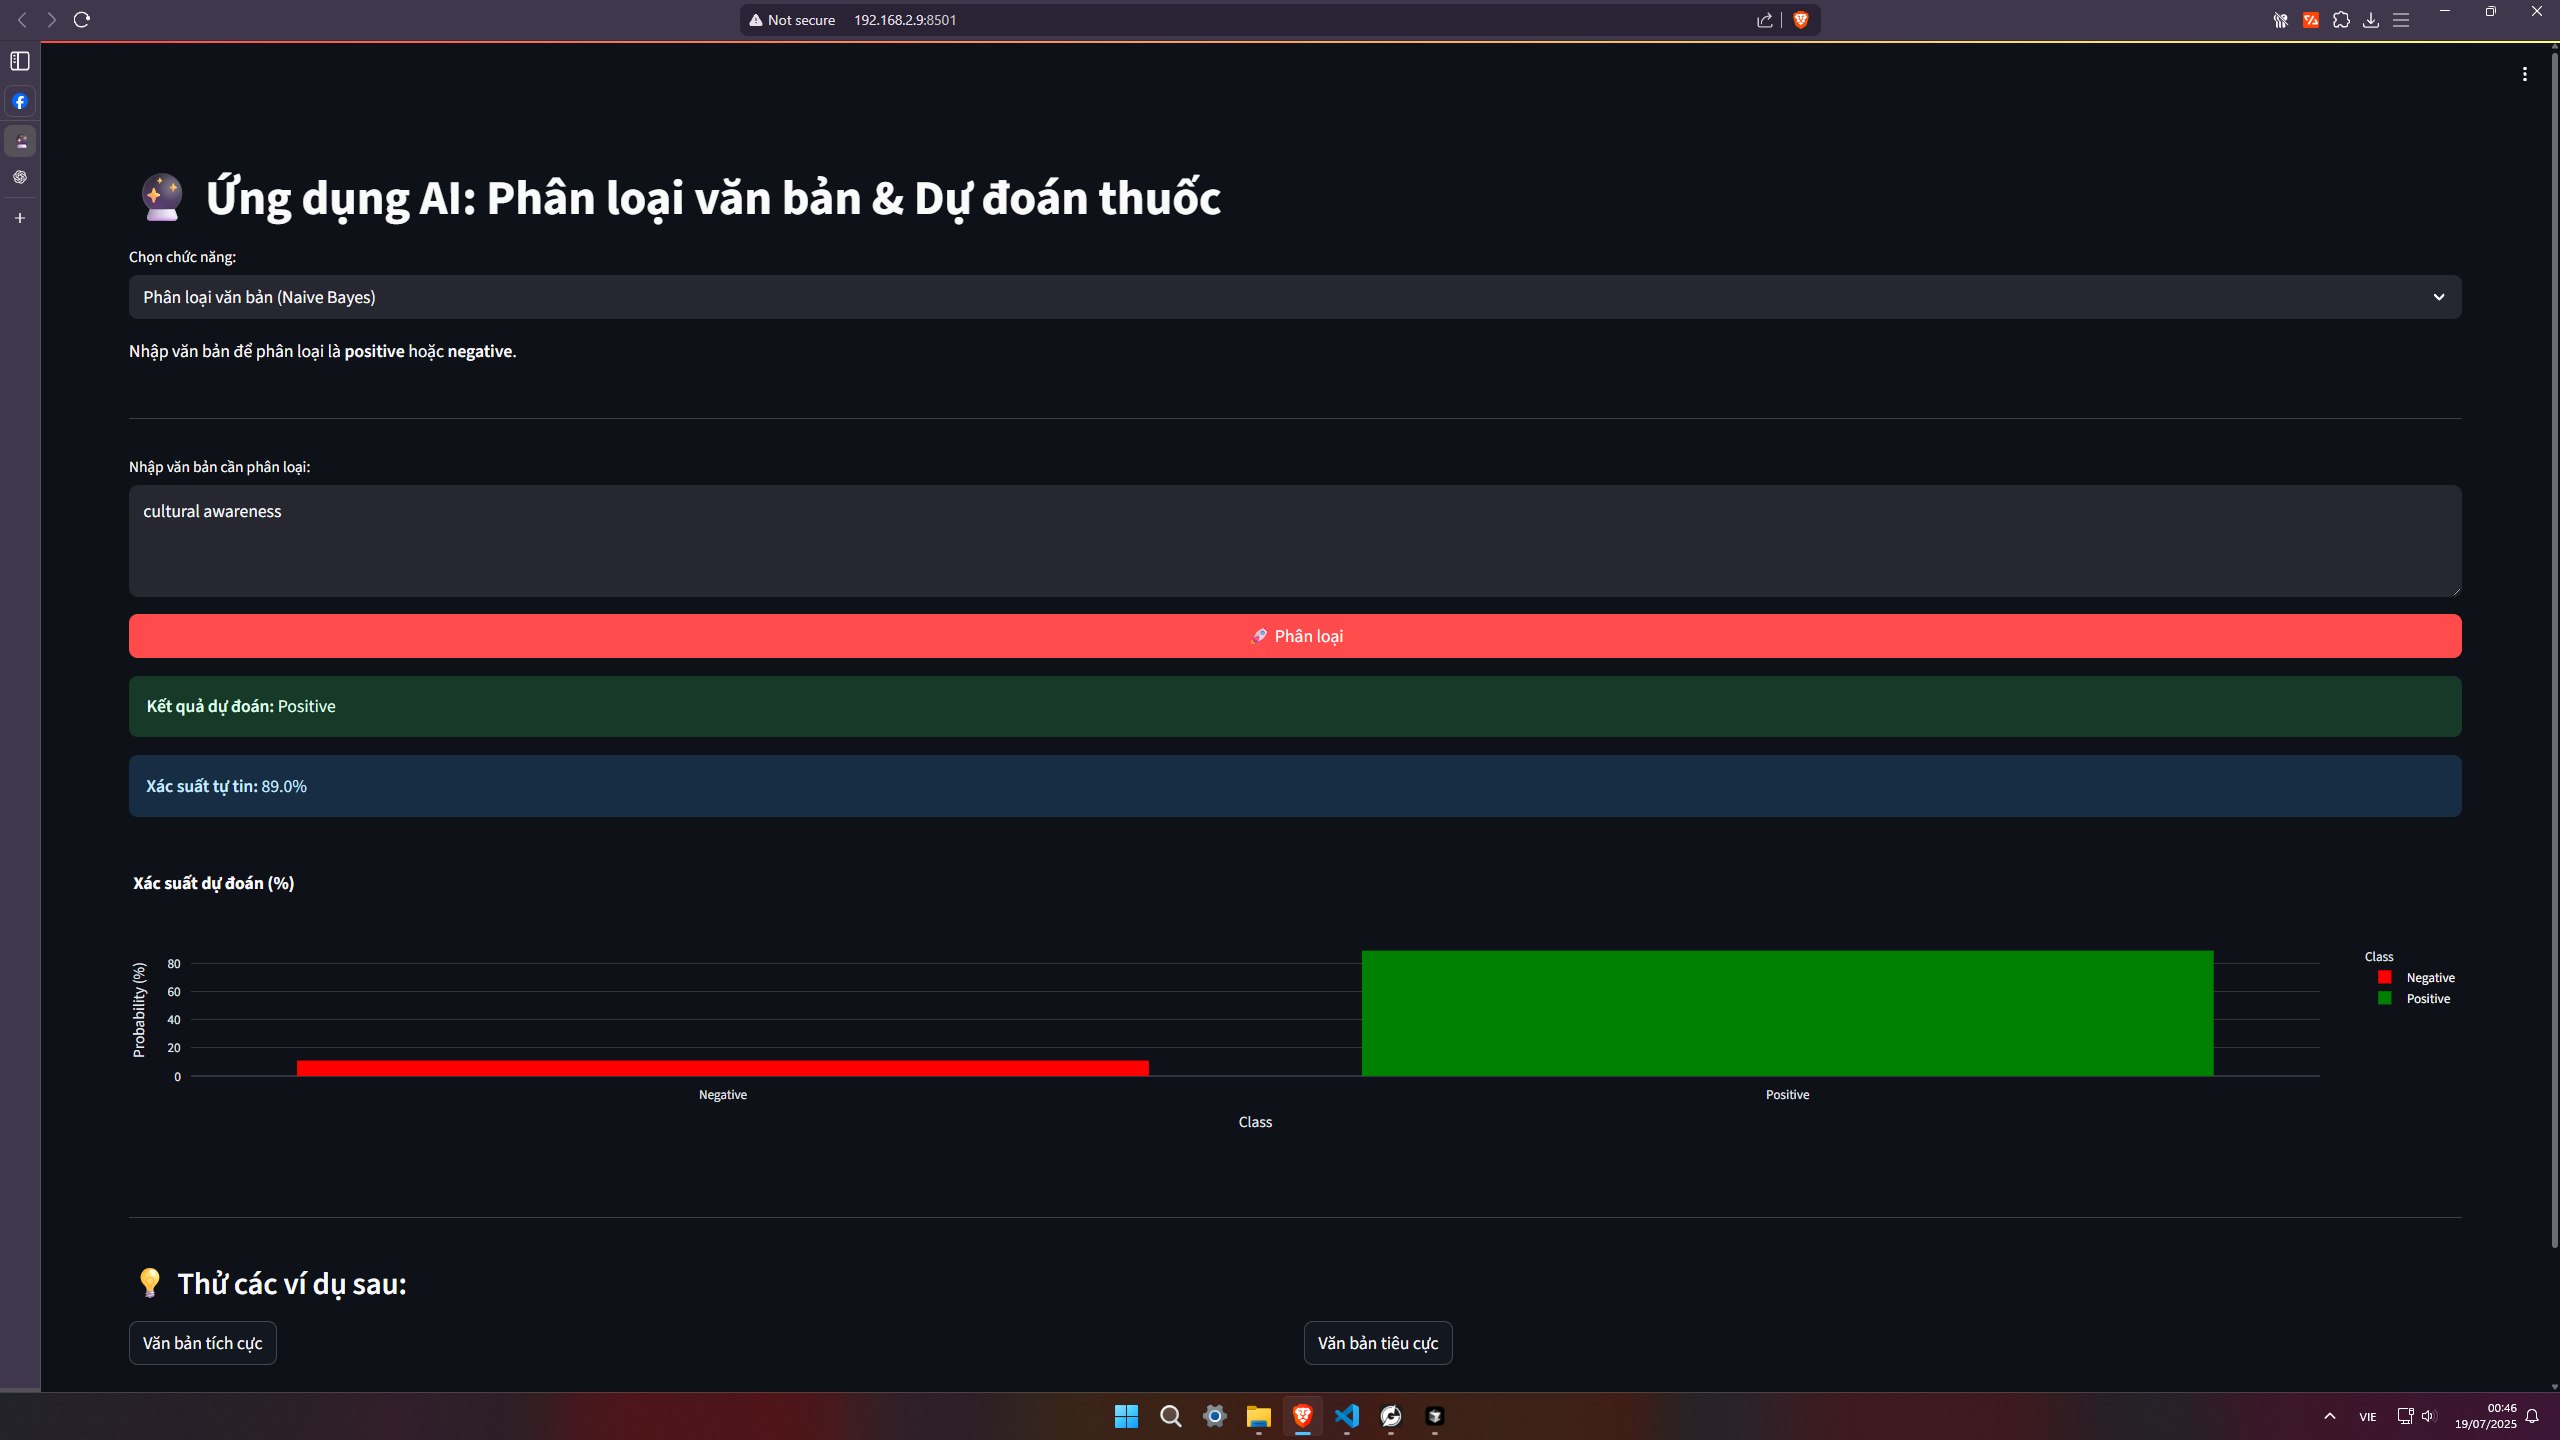 Not secure 192.168.2.9:8501
Ứng dụng AI: Phân loại văn bản & Dự đoán thuốc
Chọn chức năng:
Phân loại văn bản (Naive Bayes)
Nhập văn bản để phân loại là positive hoặc negative.
Nhập văn bản cần phân loại:
cultural awareness
Phân loại
Kết quả dự đoán: Positive
Xác suất tự tin: 89.0%
Xác suất dự đoán (%)
Probability (%)
80
60
40
20
0
Negative
Positive
Class
Class
Negative
Positive
Thử các ví dụ sau:
Văn bản tích cực
Văn bản tiêu cực
VIE
00:46
19/07/2025